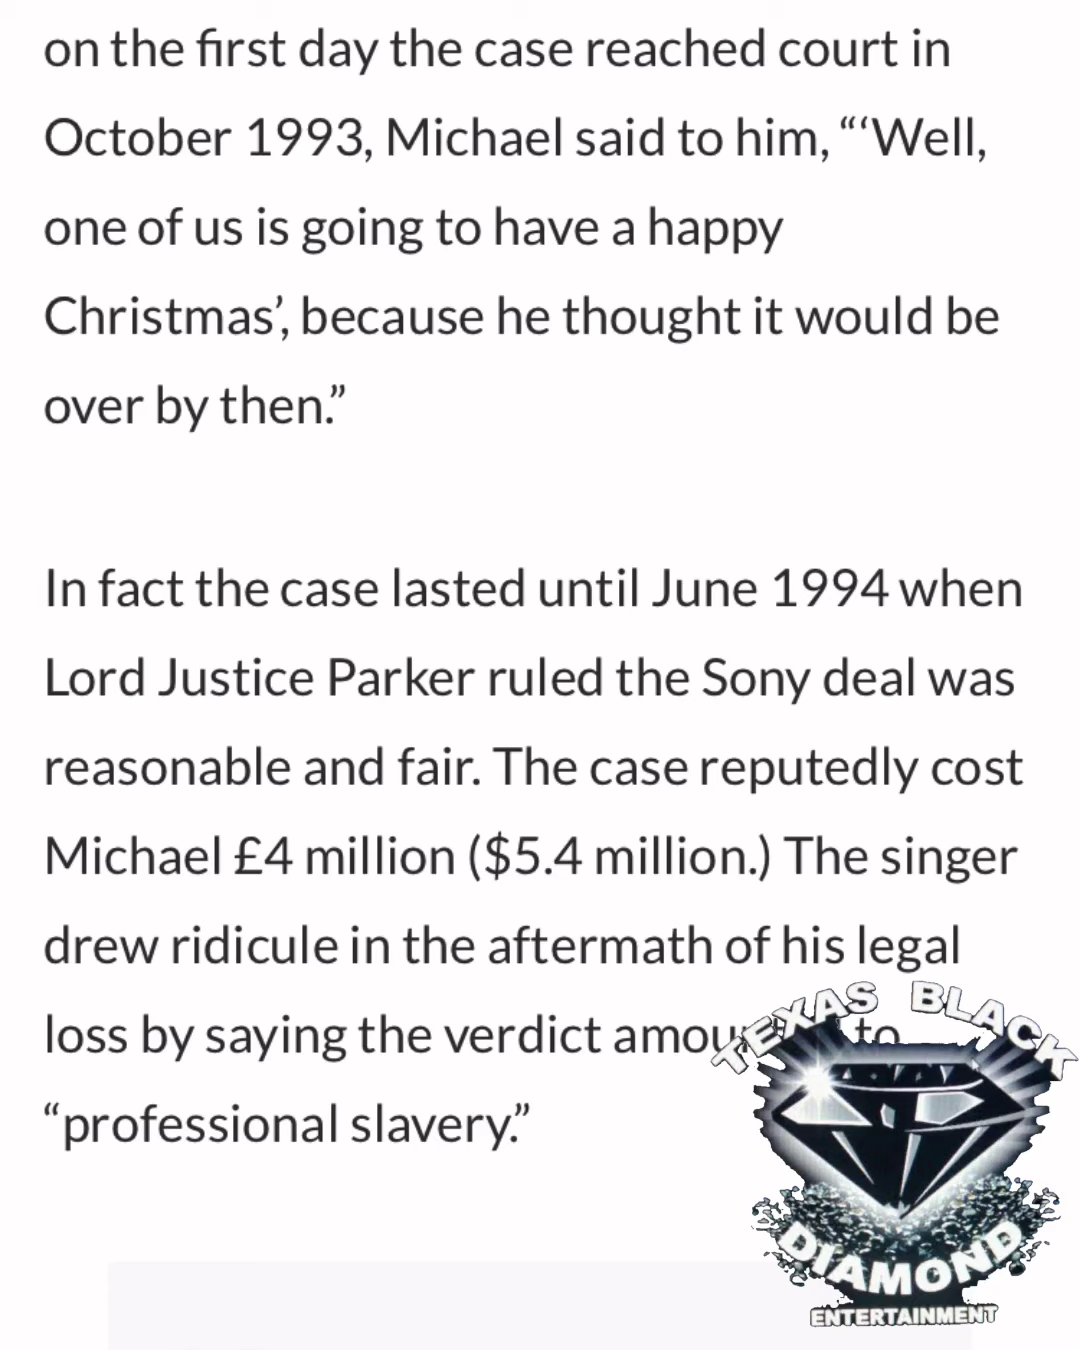 on the first day the case reached court in
October 1993, Michael said to him, “‘Well,
one of us is going to have a happy
Christmas’, because he thought it would be
over by then.”
In fact the case lasted until June 1994 when
Lord Justice Parker ruled the Sony deal was
reasonable and fair. The case reputedly cost
Michael £4 million ($5.4 million.) The singer
drew ridicule in the aftermath of his legal
loss by saying the verdict to
“professional slavery.”
TEXAS BLACK
DIAMOND
ENTERTAINMENT